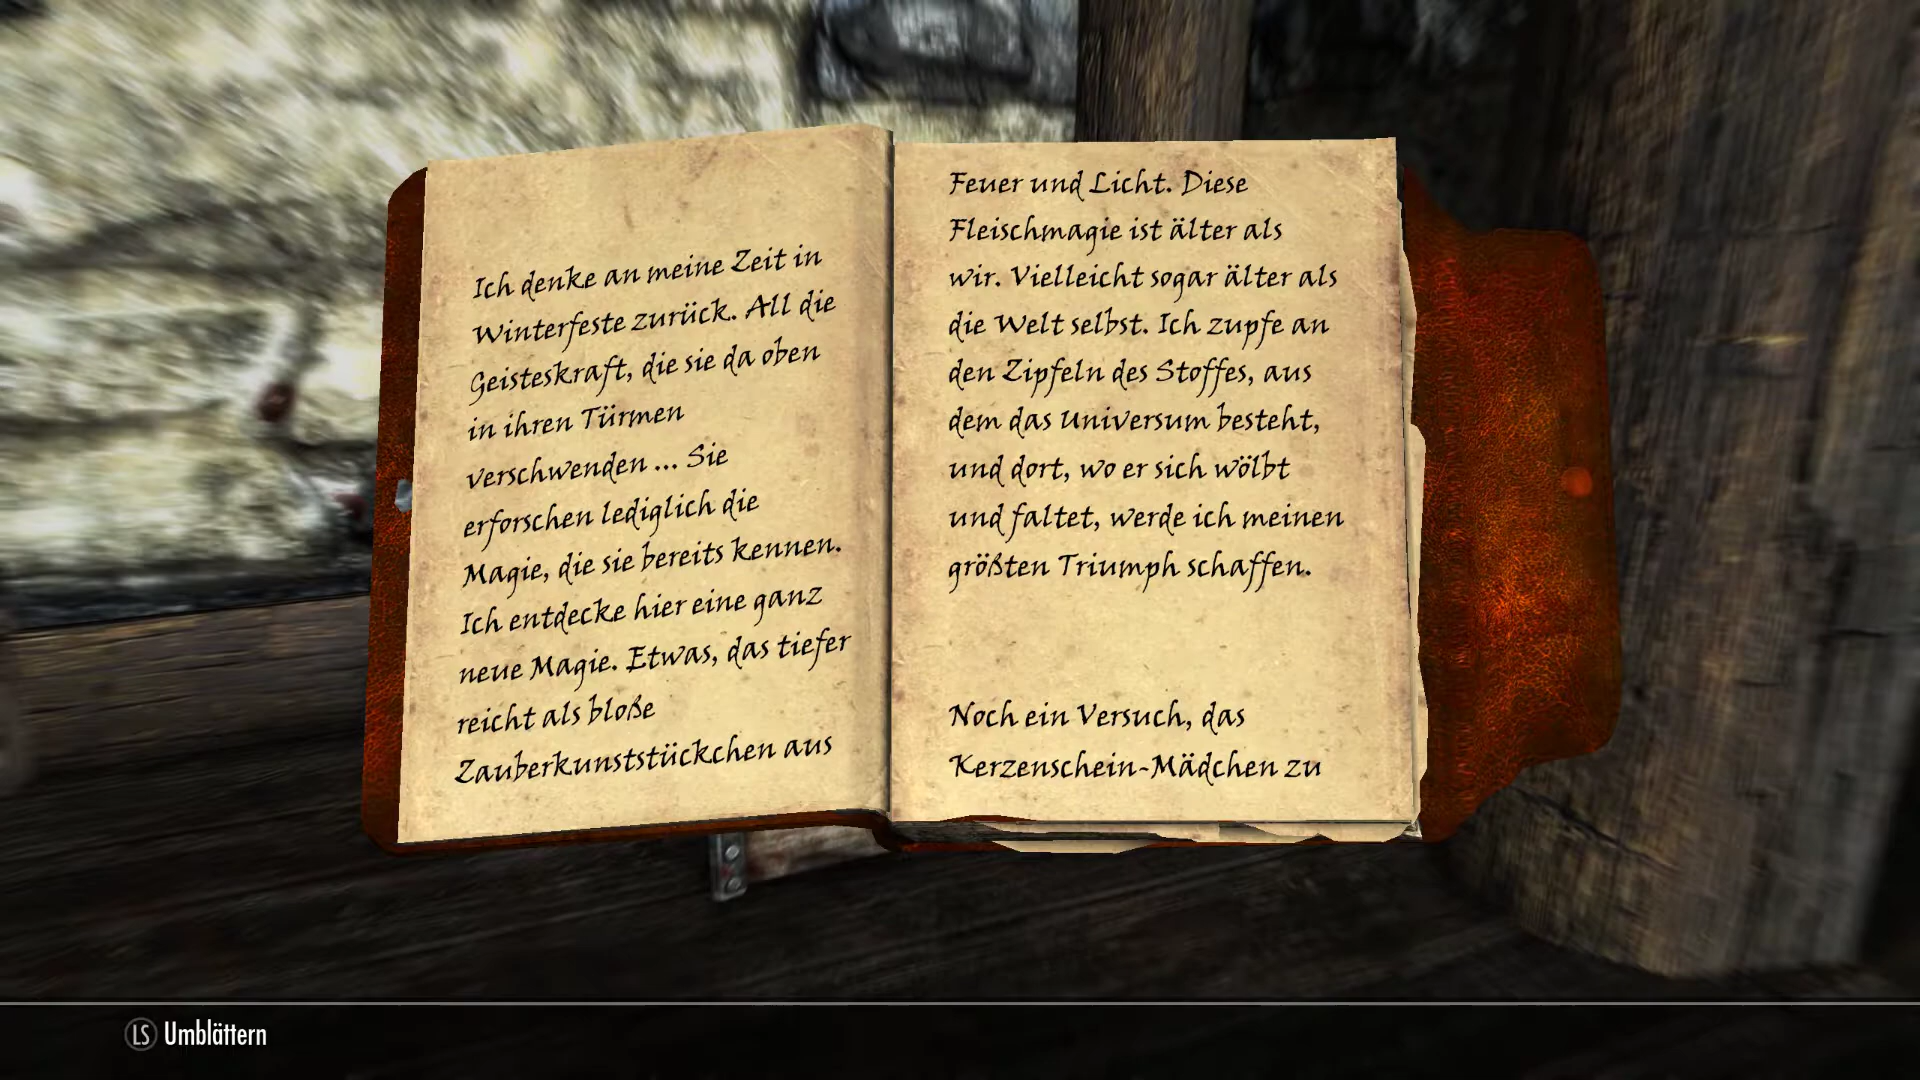 Ich denke an meine Zeit in
Winterfeste zurück. All die
Geisteskraft, die sie da oben
in ihren Türmen
verschwenden ... Sie
erforschen lediglich die
Magie, die sie bereits kennen.
Ich entdecke hier eine ganz
neue Magie. Etwas, das tiefer
reicht als bloße
Zauberkunststückchen aus
Feuer und Licht. Diese
Fleischmagie ist älter als
wir. Vielleicht sogar älter als
die Welt selbst. Ich zupfe an
den Zipfeln des Stoffes, aus
dem das Universum besteht,
und dort, wo er sich wölbt
und faltet, werde ich meinen
größten Triumph schaffen.
Noch ein Versuch, das
Kerzenschein-Mädchen zu
LS Umblättern